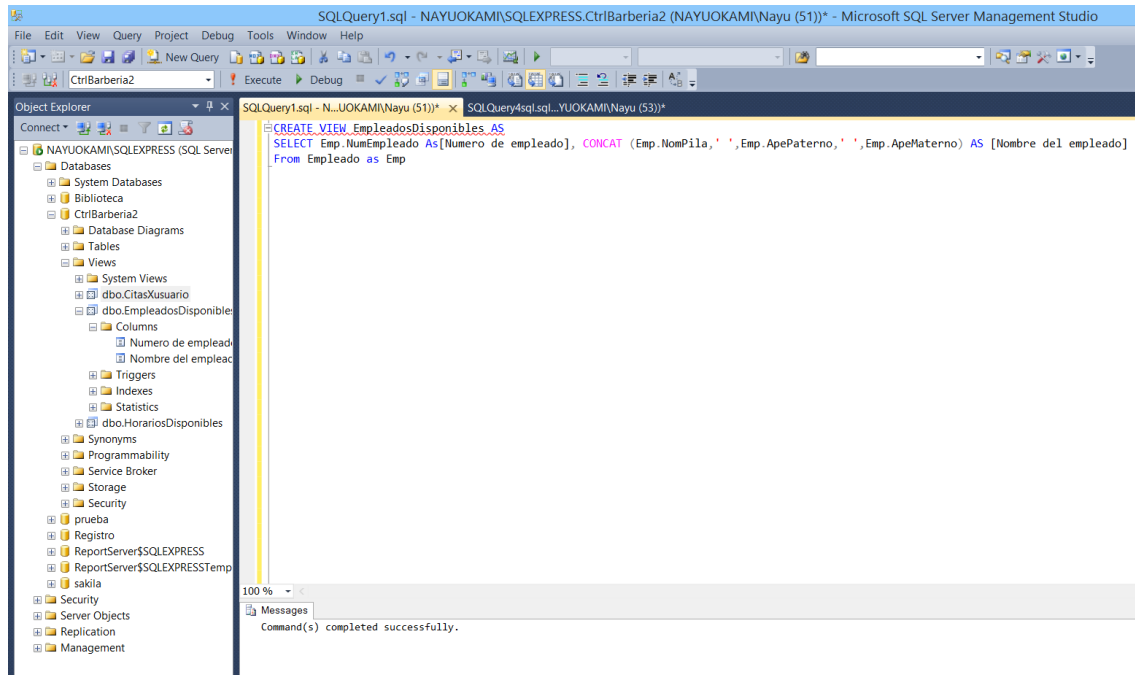 SQLQuery1.sql - NAYUOKAMI\SQLEXPRESS.CtrlBarberia2 (NAYUOKAMI\Nayu (51))* - Microsoft SQL Server Management Studio
File Edit View Query Project Debug Tools Window Help
New Query
CtrlBarberia2 Execute Debug
Object Explorer
SQLQuery1.sql - N...UOKAMI\Nayu (51))* SQLQuery4sql.sql...YUOKAMI\Nayu (53))*
Connect
CREATE VIEW EmpleadosDisponibles AS
SELECT Emp.NumEmpleado As[Numero de empleado], CONCAT (Emp.NomPila,' ',Emp.ApePaterno,' ',Emp.ApeMaterno) AS [Nombre del empleado]
From Empleado as Emp
NAYUOKAMI\SQLEXPRESS (SQL Server
Databases
System Databases
Biblioteca
CtrlBarberia2
Database Diagrams
Tables
Views
System Views
dbo.CitasXusuario
dbo.EmpleadosDisponibles
Columns
Numero de emplead
Nombre del empleac
Triggers
Indexes
Statistics
dbo.HorariosDisponibles
Synonyms
Programmability
Service Broker
Storage
Security
prueba
Registro
ReportServer$SQLEXPRESS
ReportServer$SQLEXPRESSTemp
sakila
Security
Server Objects
Replication
Management
100 %
Messages
Command(s) completed successfully.